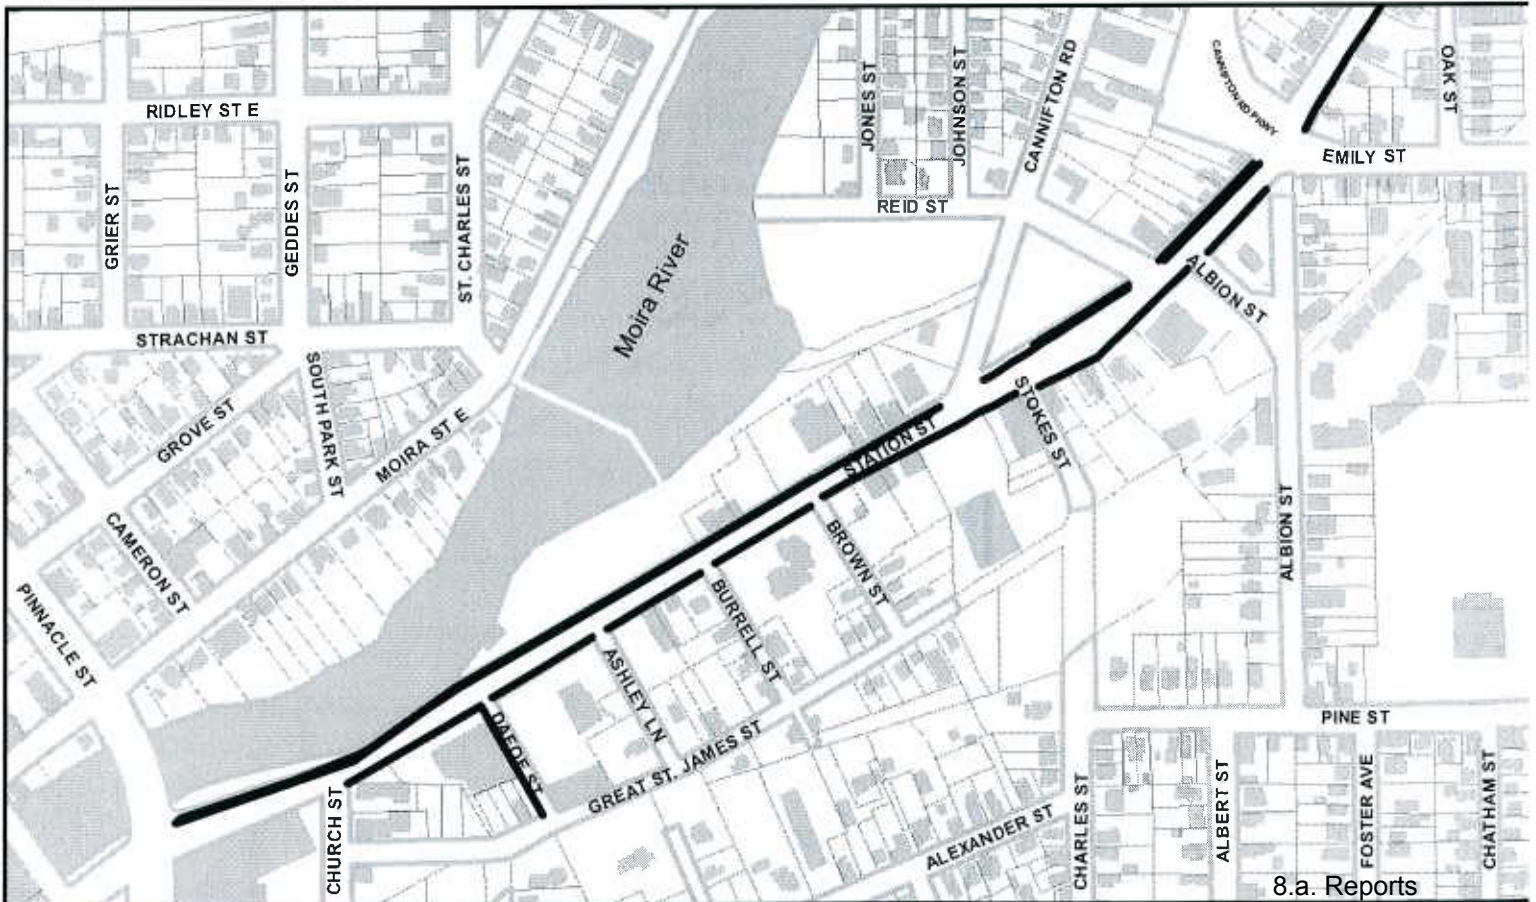 RIDLEY ST E
GRIER ST
GEDDES ST
ST. CHARLES ST
STRACHAN ST
GROVE ST
SOUTH PARK ST
MOIRA ST E
CAMERON ST
PINNACLE ST
Moira River
JONES ST
JOHNSON ST
CANNIFTON RD
REID ST
CANNIFTON RD PKWY
OAK ST
EMILY ST
ALBION ST
STOKES ST
STATION ST
BROWN ST
BURRELL ST
ASHLEY LN
DAFOE ST
GREAT ST. JAMES ST
CHURCH ST
ALBION ST
PINE ST
ALEXANDER ST
CHARLES ST
ALBERT ST
FOSTER AVE
CHATHAM ST
8.a. Reports